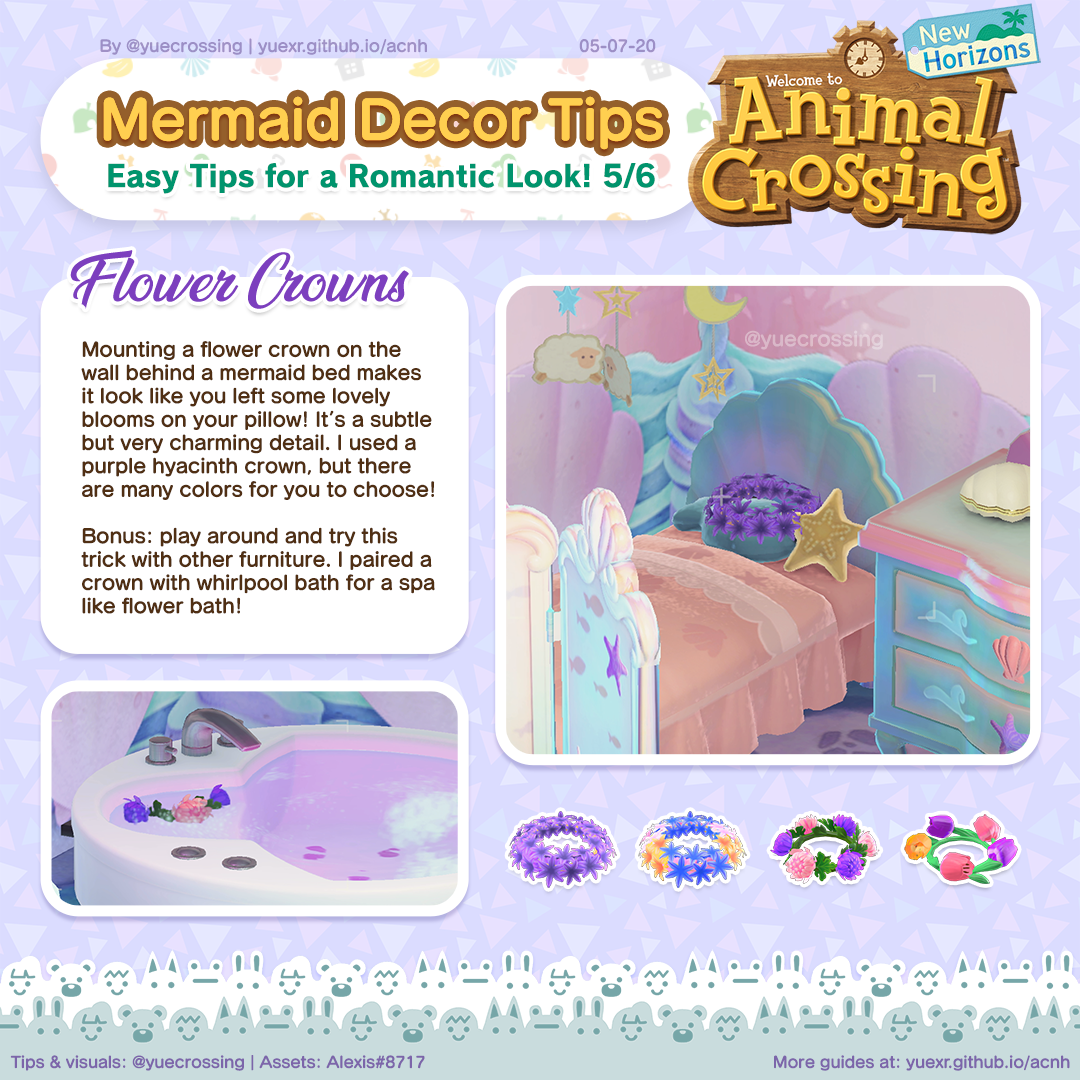 By @yuecrossing | yuexr.github.io/acnh
05-07-20
Mermaid Decor Tips
Easy Tips for a Romantic Look! 5/6
Welcome to
Animal
Crossing
New
Horizons
Flower Crowns
Mounting a flower crown on the
wall behind a mermaid bed makes
it look like you left some lovely
blooms on your pillow! It's a subtle
but very charming detail. I used a
purple hyacinth crown, but there
are many colors for you to choose!
Bonus: play around and try this
trick with other furniture. I paired a
crown with whirlpool bath for a spa
like flower bath!
@yuecrossing
Tips & visuals: @yuecrossing | Assets: Alexis#8717
More guides at: yuexr.github.io/acnh